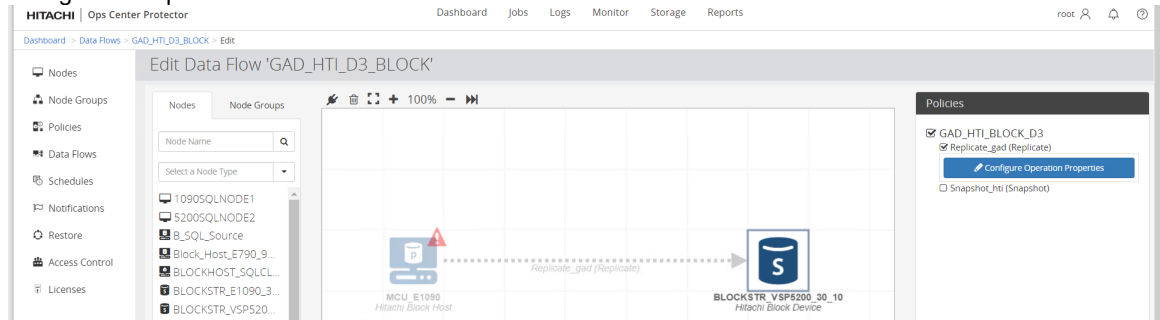 HITACHI | Ops Center Protector
Dashboard Jobs Logs Monitor Storage Reports
root
Dashboard > Data Flows > GAD_HTI_D3_BLOCK > Edit
Nodes
Node Groups
Policies
Data Flows
Schedules
Notifications
Restore
Access Control
Licenses
Edit Data Flow 'GAD_HTI_D3_BLOCK'
Nodes Node Groups
Node Name
Select a Node Type
1090SQLNODE1
5200SQLNODE2
B_SQL_Source
Block_Host_E790_9...
BLOCKHOST_SQLCL...
BLOCKSTR_E1090_3...
BLOCKSTR_VSP520...
100%
P
Replicate_gad (Replicate)
S
MCU_E1090
Hitachi Block Host
BLOCKSTR_VSP5200_30_10
Hitachi Block Device
Policies
GAD_HTI_BLOCK_D3
Replicate_gad (Replicate)
Configure Operation Properties
Snapshot_hti (Snapshot)